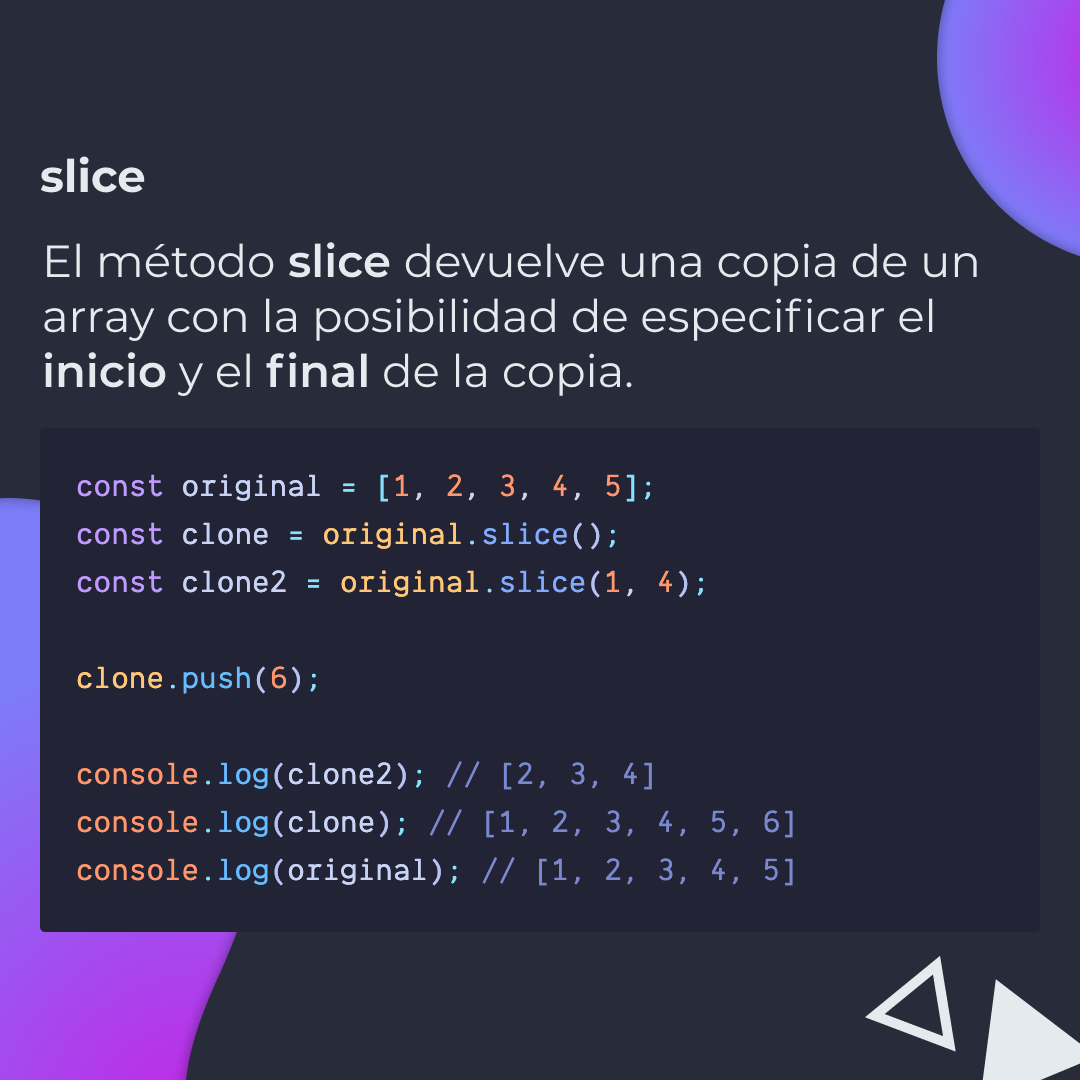 slice
El método slice devuelve una copia de un
array con la posibilidad de especificar el
inicio y el final de la copia.
const original = [1, 2, 3, 4, 5];
const clone = original.slice();
const clone2 = original.slice(1, 4);
clone.push(6);
console.log(clone2); // [2, 3, 4]
console.log(clone); // [1, 2, 3, 4, 5, 6]
console.log(original); // [1, 2, 3, 4, 5]